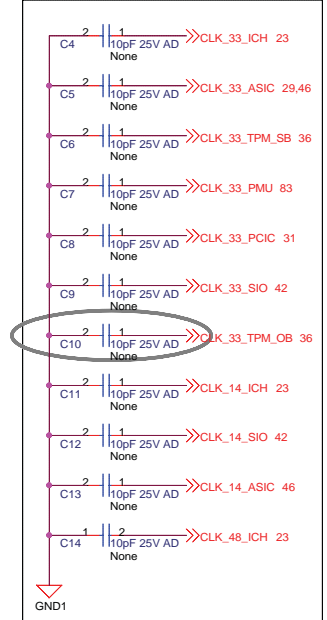 2 1
C4 10pF 25V AD CLK_33_ICH 23
None
2 1
C5 10pF 25V AD CLK_33_ASIC 29,46
None
2 1
C6 10pF 25V AD CLK_33_TPM_SB 36
None
2 1
C7 10pF 25V AD CLK_33_PMU 83
None
2 1
C8 10pF 25V AD CLK_33_PCIC 31
None
2 1
C9 10pF 25V AD CLK_33_SIO 42
None
2 1
C10 10pF 25V AD CLK_33_TPM_OB 36
None
2 1
C11 10pF 25V AD CLK_14_ICH 23
None
2 1
C12 10pF 25V AD CLK_14_SIO 42
None
2 1
C13 10pF 25V AD CLK_14_ASIC 46
None
1 2
C14 10pF 25V AD CLK_48_ICH 23
None
GND1